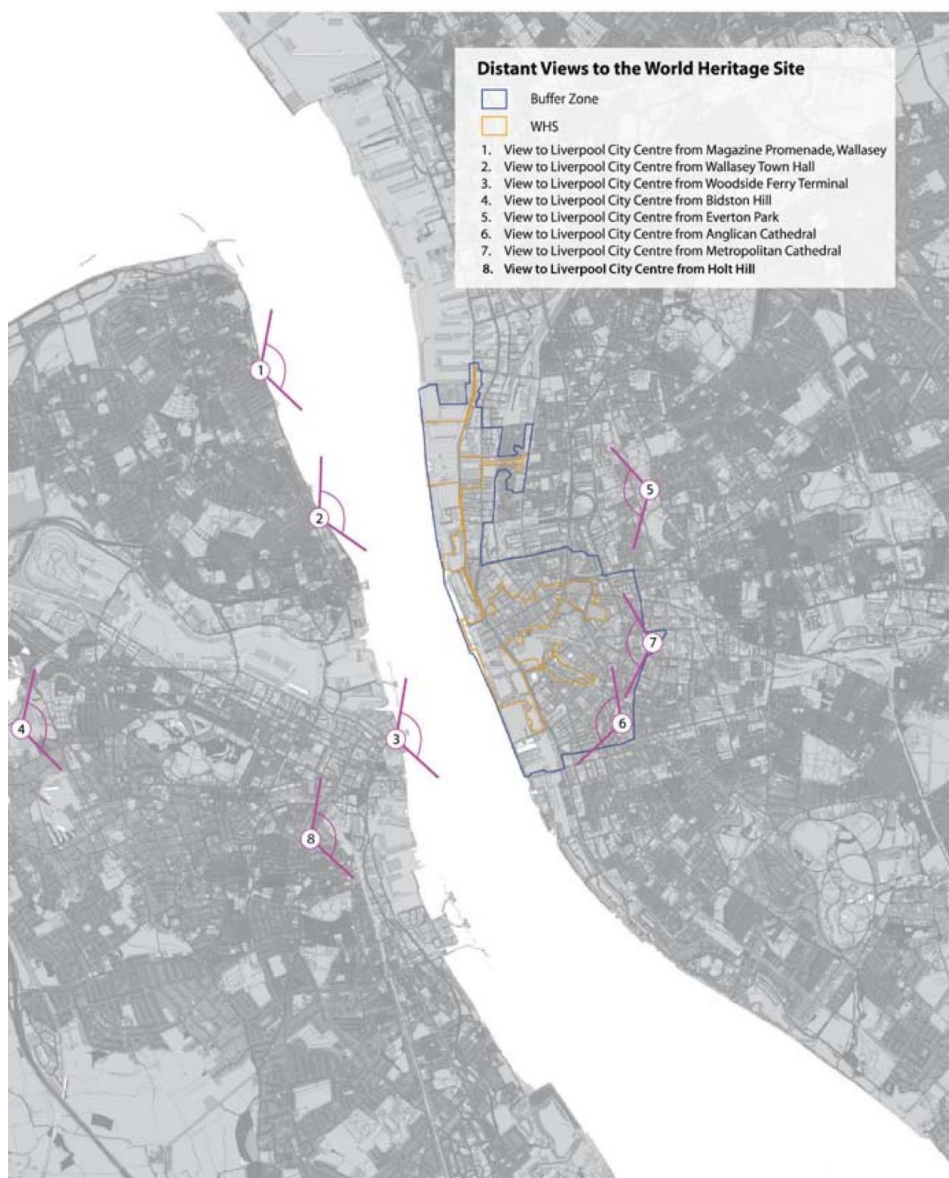 Distant Views to the World Heritage Site
Buffer Zone
WHS
1. View to Liverpool City Centre from Magazine Promenade, Wallasey
2. View to Liverpool City Centre from Wallasey Town Hall
3. View to Liverpool City Centre from Woodside Ferry Terminal
4. View to Liverpool City Centre from Bidston Hill
5. View to Liverpool City Centre from Everton Park
6. View to Liverpool City Centre from Anglican Cathedral
7. View to Liverpool City Centre from Metropolitan Cathedral
8. View to Liverpool City Centre from Holt Hill
1
2
5
7
6
4
3
8